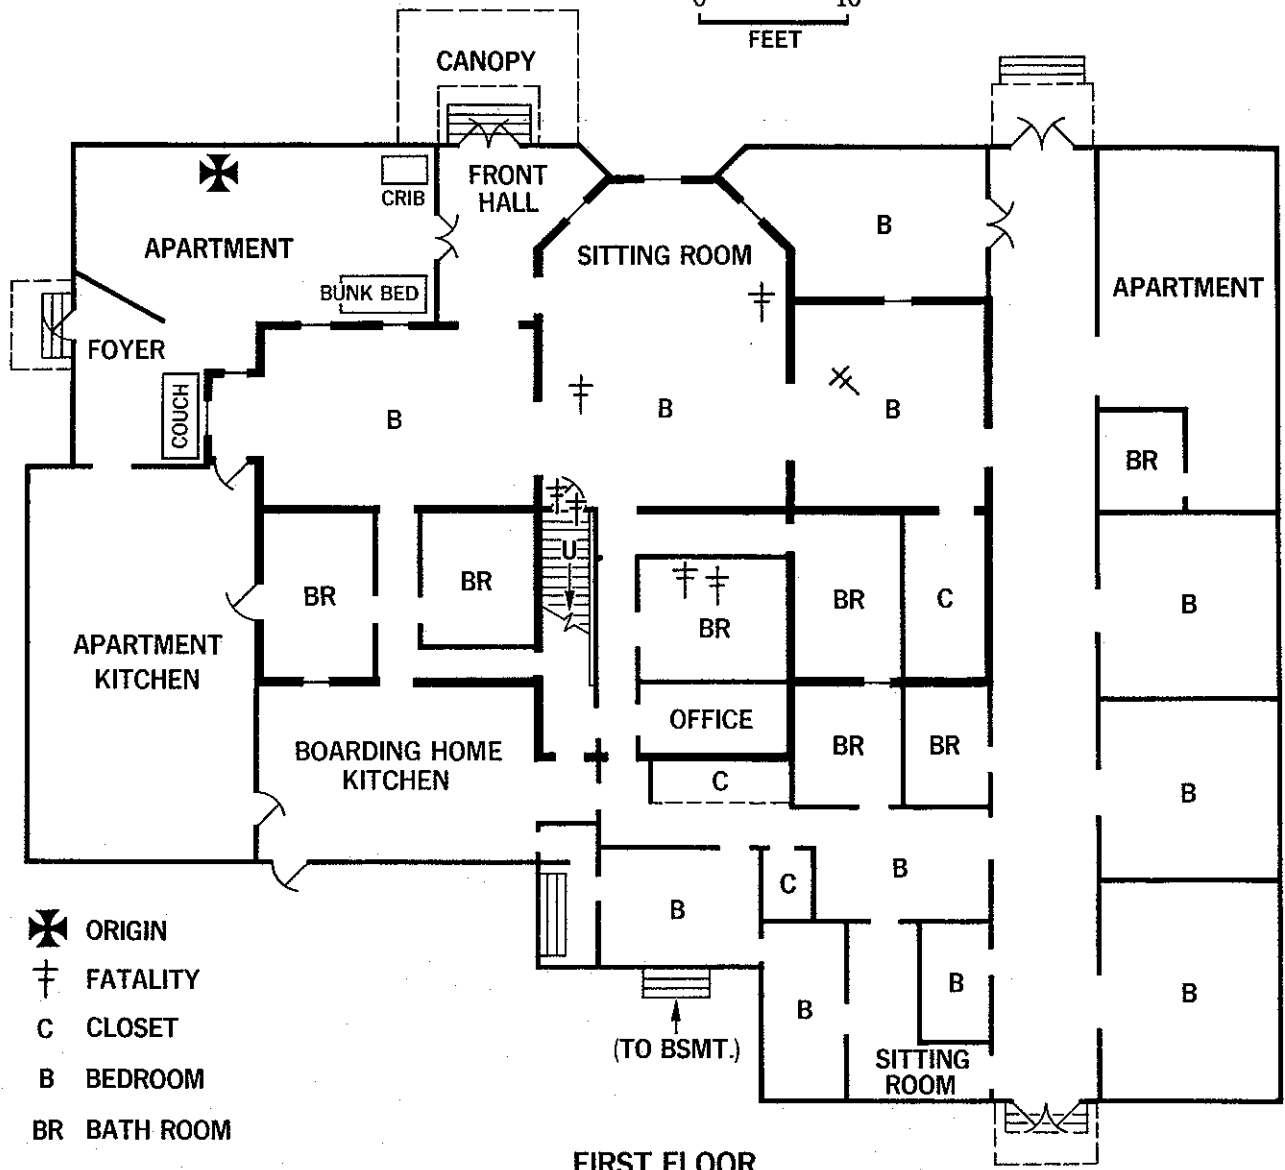 0 10
FEET
CANOPY
FRONT
HALL
CRIB
APARTMENT
SITTING ROOM
B
APARTMENT
BUNK BED
FOYER
COUCH
B
B
B
BR
U
BR
BR
BR
BR
C
B
APARTMENT
KITCHEN
OFFICE
BR
BR
BOARDING HOME
KITCHEN
C
B
B
C
B
B
B
B
SITTING
ROOM
(TO BSMT.)
ORIGIN
FATALITY
C CLOSET
B BEDROOM
BR BATH ROOM
FIRST FLOOR